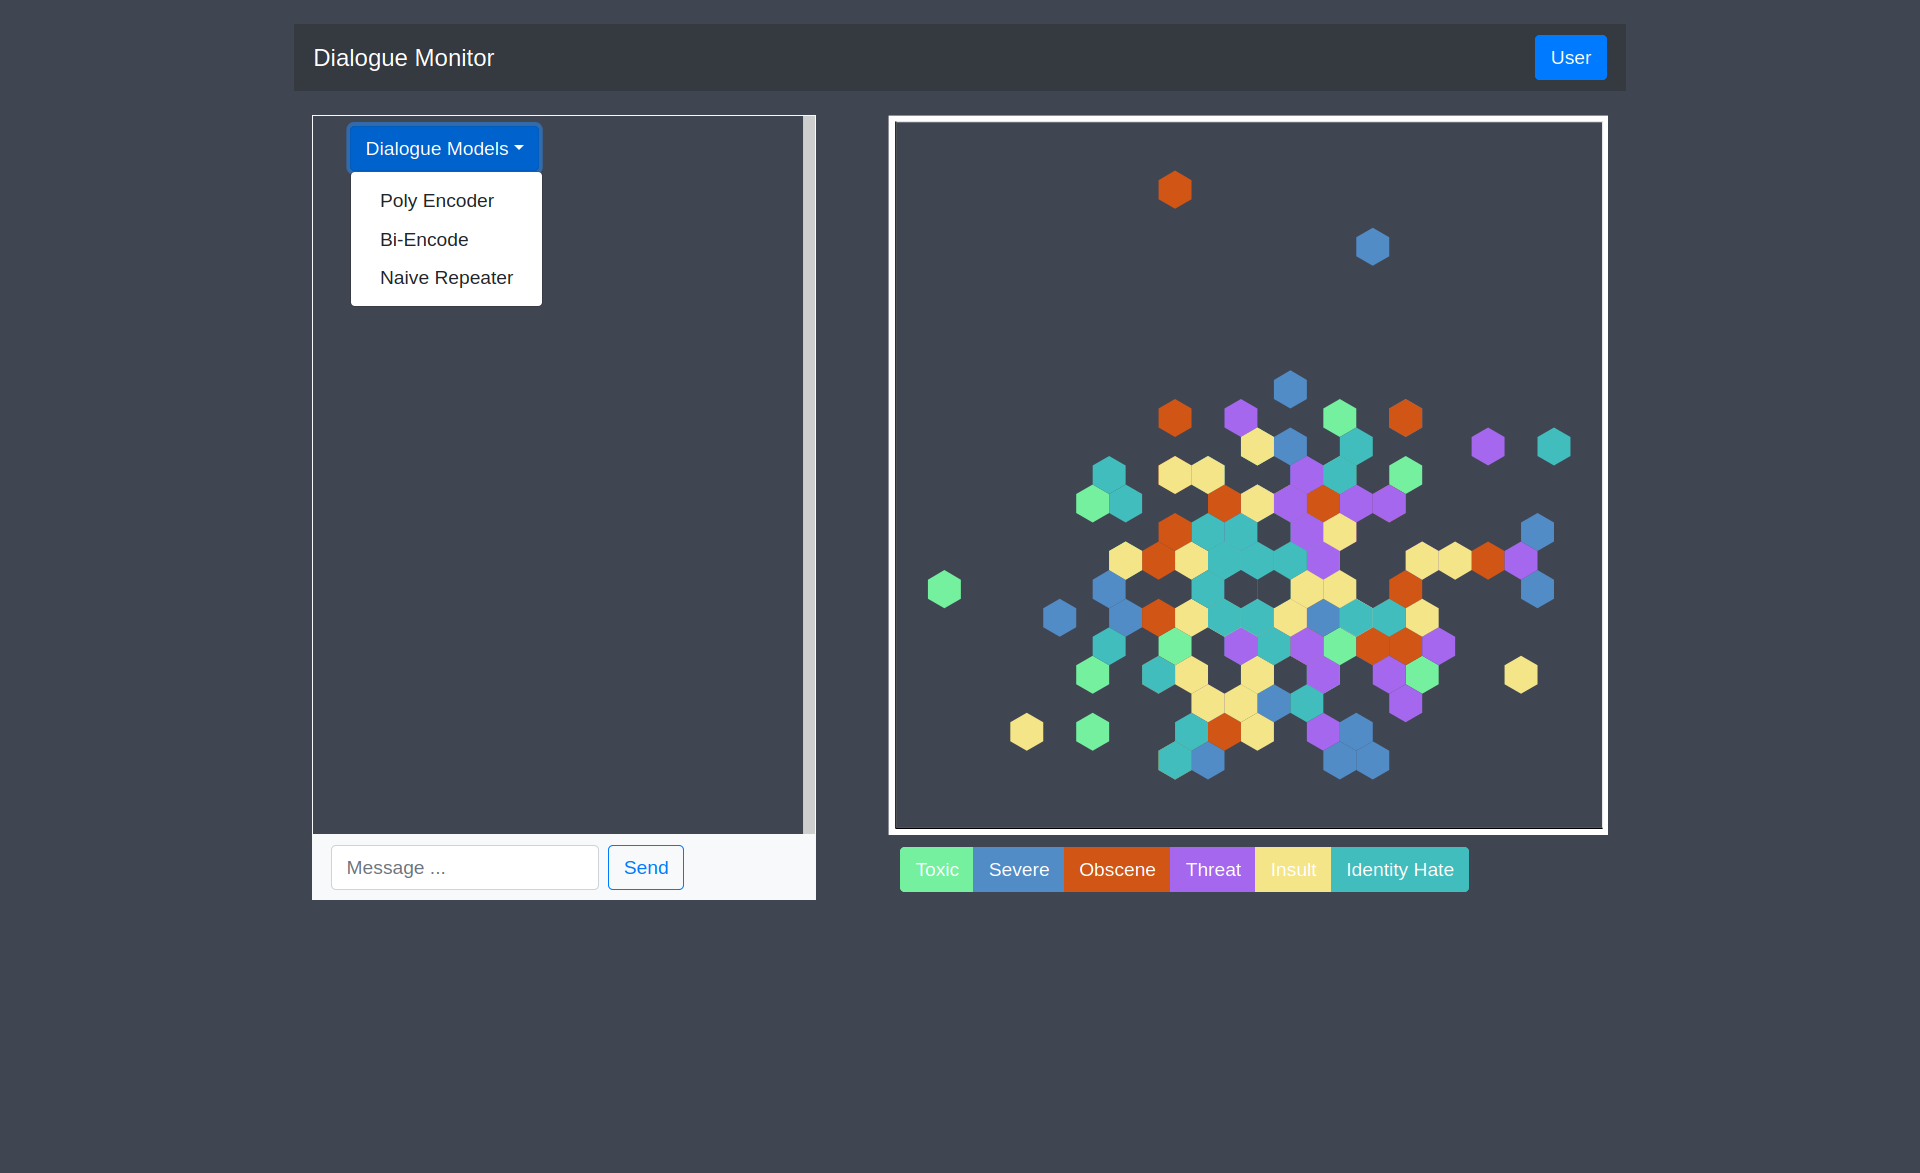 Dialogue Monitor
User
Dialogue Models
Poly Encoder
Bi-Encode
Naive Repeater
Message ...
Send
Toxic
Severe
Obscene
Threat
Insult
Identity Hate